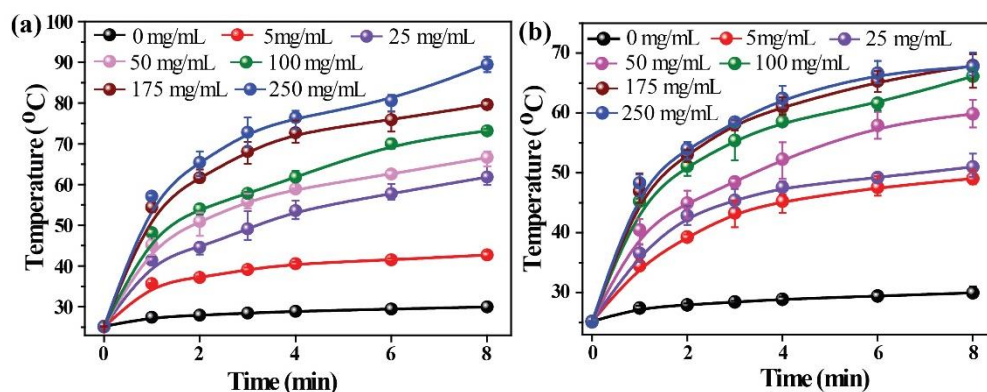 (a)
0 mg/mL 5mg/mL 25 mg/mL
50 mg/mL 100 mg/mL
175 mg/mL 250 mg/mL
Temperature (°C)
100
90
80
70
60
50
40
30
0 2 4 6 8
Time (min)
(b)
0 mg/mL 5mg/mL 25 mg/mL
50 mg/mL 100 mg/mL
175 mg/mL
250 mg/mL
Temperature (°C)
70
60
50
40
30
0 2 4 6 8
Time (min)